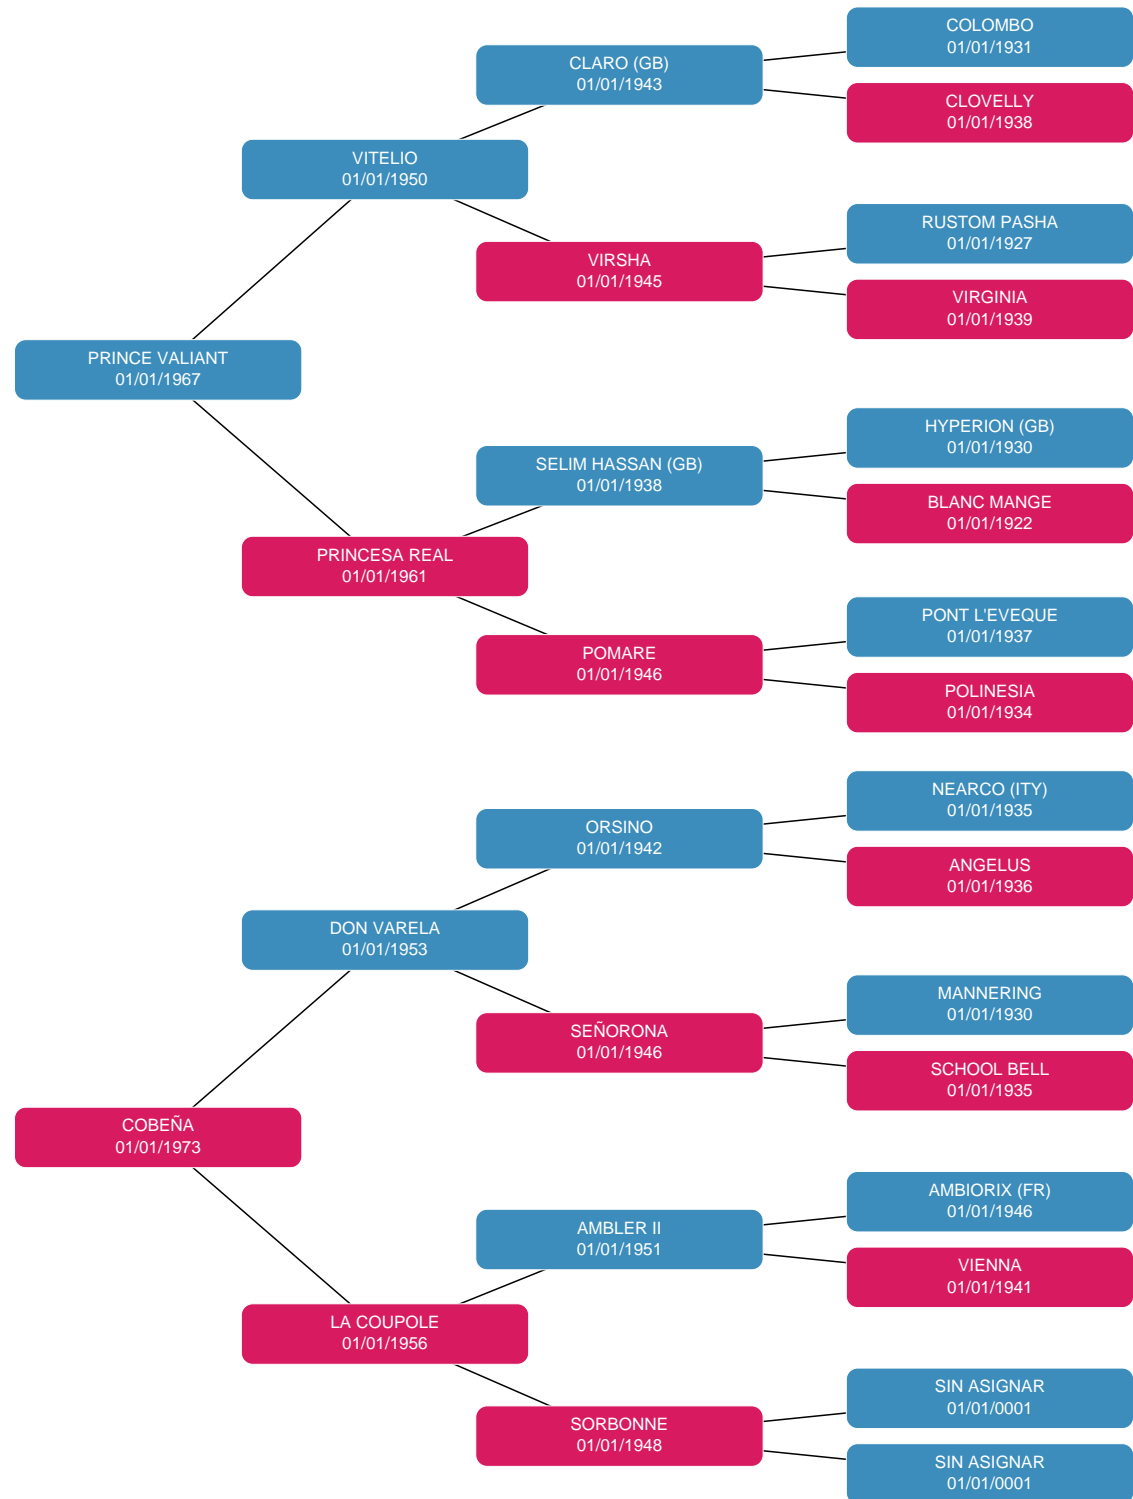 COLOMBO
01/01/1931
CLARO (GB)
01/01/1943
CLOVELLY
01/01/1938
VITELIO
01/01/1950
RUSTOM PASHA
01/01/1927
VIRSHA
01/01/1945
VIRGINIA
01/01/1939
PRINCE VALIANT
01/01/1967
HYPERION (GB)
01/01/1930
SELIM HASSAN (GB)
01/01/1938
BLANC MANGE
01/01/1922
PRINCESA REAL
01/01/1961
PONT L'EVEQUE
01/01/1937
POMARE
01/01/1946
POLINESIA
01/01/1934
NEARCO (ITY)
01/01/1935
ORSINO
01/01/1942
ANGELUS
01/01/1936
DON VARELA
01/01/1953
MANNERING
01/01/1930
SEÑORONA
01/01/1946
SCHOOL BELL
01/01/1935
COBEÑA
01/01/1973
AMBIORIX (FR)
01/01/1946
AMBLER II
01/01/1951
VIENNA
01/01/1941
LA COUPOLE
01/01/1956
SIN ASIGNAR
01/01/0001
SORBONNE
01/01/1948
SIN ASIGNAR
01/01/0001